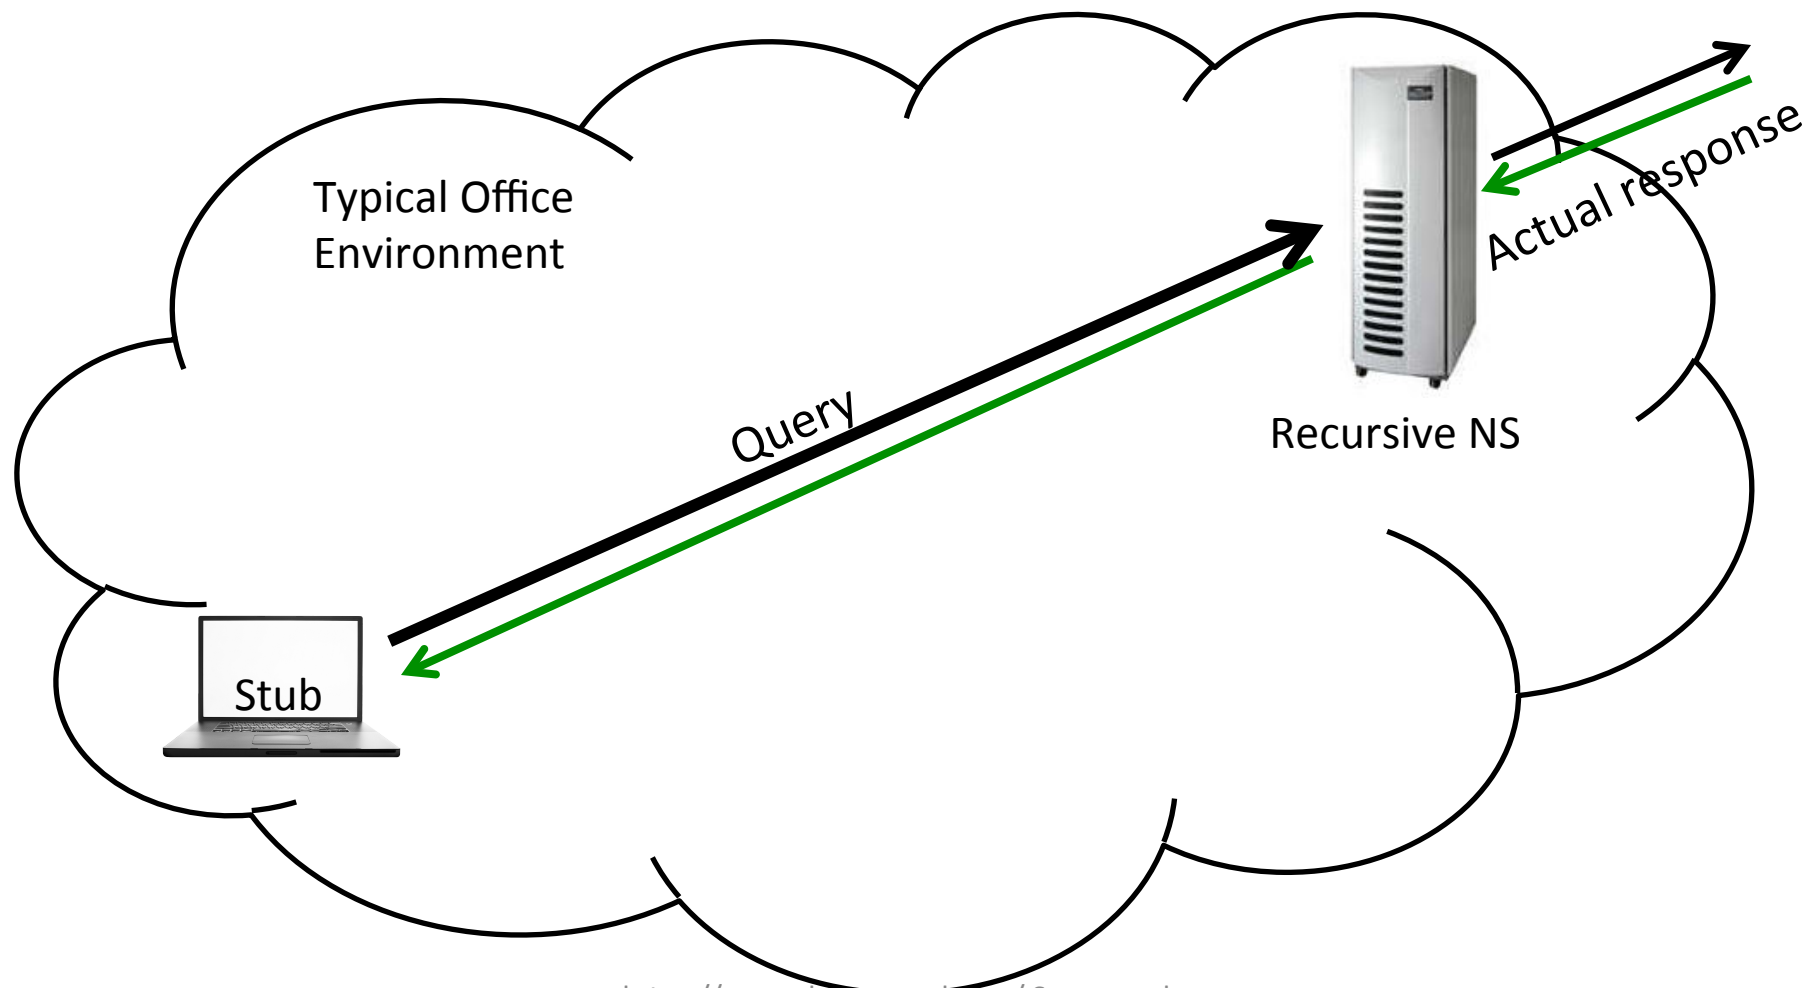 Typical Office
Environment
Actual response
Query
Recursive NS
Stub